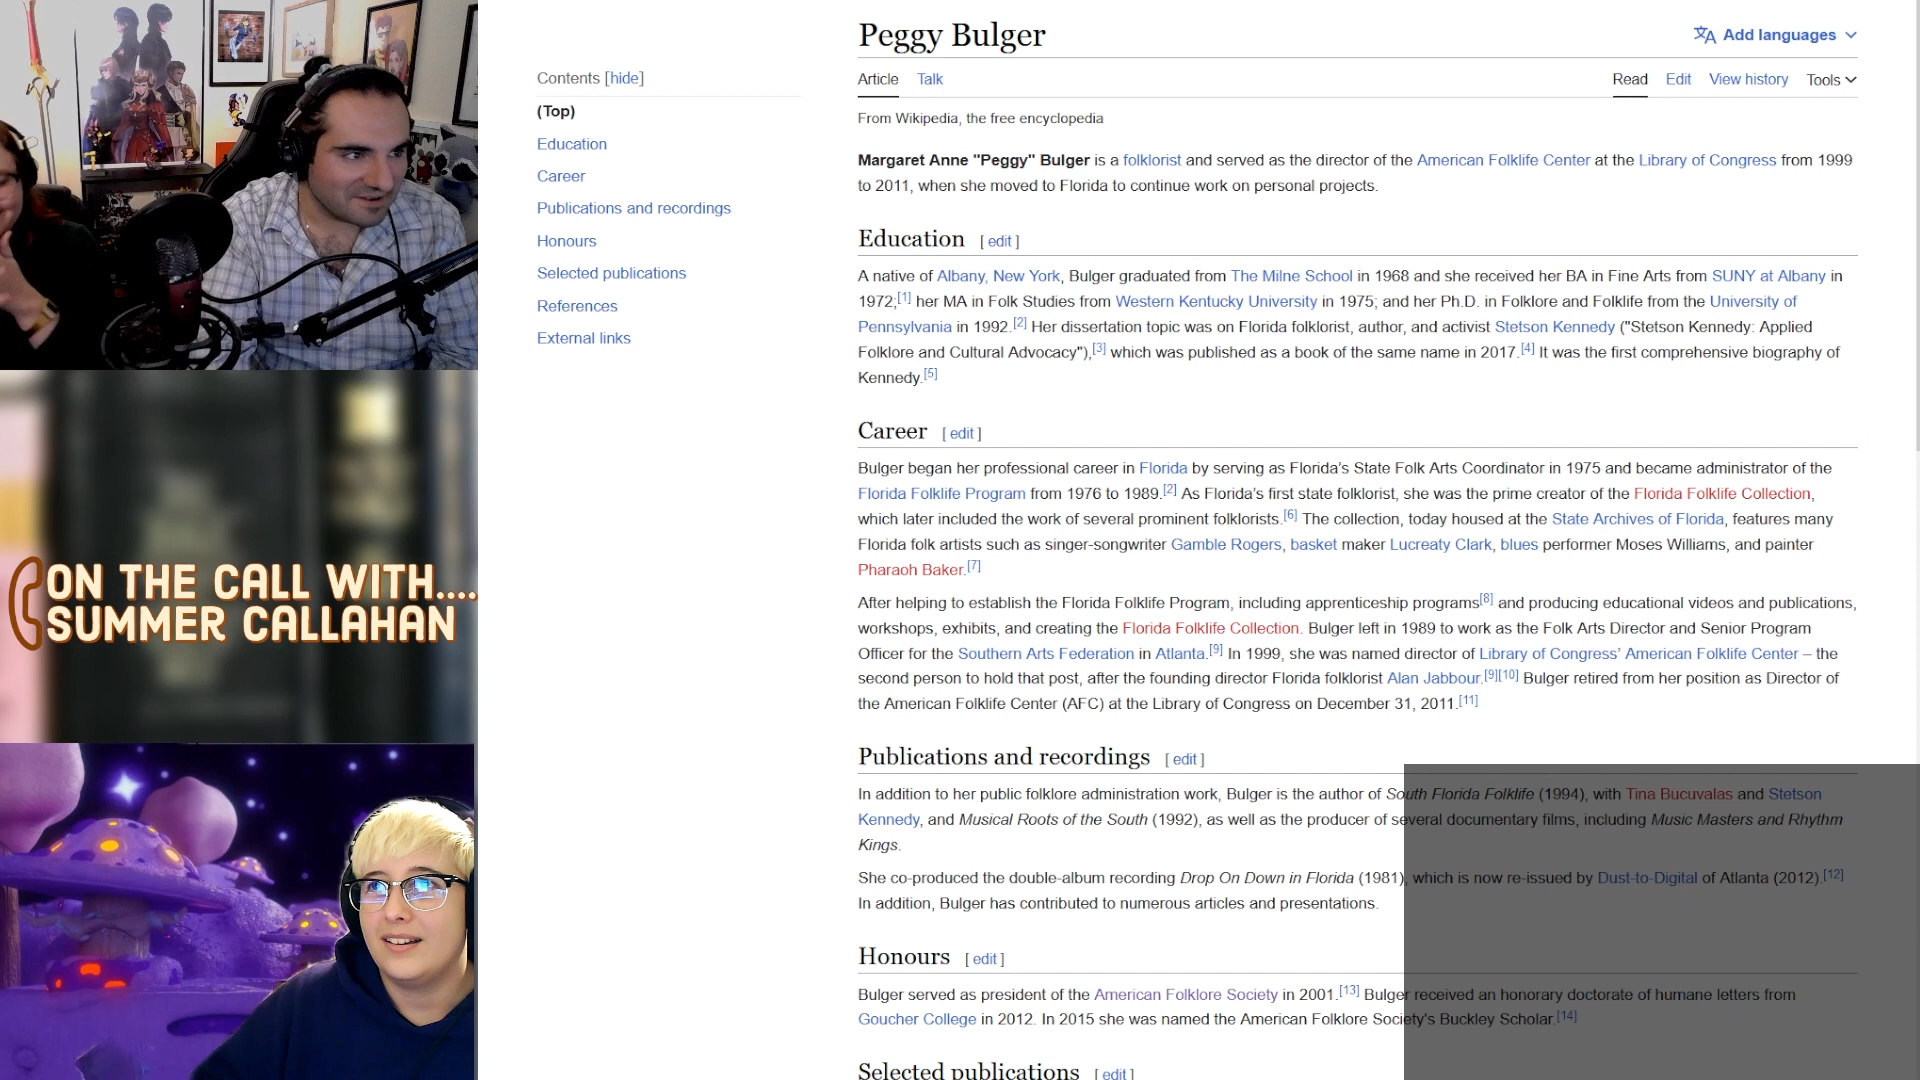 ON THE CALL WITH....
SUMMER CALLAHAN
Contents [hide]
(Top)
Education
Career
Publications and recordings
Honours
Selected publications
References
External links
Peggy Bulger
Add languages
Article Talk
Read Edit View history Tools
From Wikipedia, the free encyclopedia
Margaret Anne "Peggy" Bulger is a folklorist and served as the director of the American Folklife Center at the Library of Congress from 1999
to 2011, when she moved to Florida to continue work on personal projects.
Education [ edit ]
A native of Albany, New York, Bulger graduated from The Milne School in 1968 and she received her BA in Fine Arts from SUNY at Albany in
1972;[1] her MA in Folk Studies from Western Kentucky University in 1975; and her Ph.D. in Folklore and Folklife from the University of
Pennsylvania in 1992.[2] Her dissertation topic was on Florida folklorist, author, and activist Stetson Kennedy ("Stetson Kennedy: Applied
Folklore and Cultural Advocacy"),[3] which was published as a book of the same name in 2017.[4] It was the first comprehensive biography of
Kennedy.[5]
Career [ edit ]
Bulger began her professional career in Florida by serving as Florida's State Folk Arts Coordinator in 1975 and became administrator of the
Florida Folklife Program from 1976 to 1989.[2] As Florida's first state folklorist, she was the prime creator of the Florida Folklife Collection,
which later included the work of several prominent folklorists.[6] The collection, today housed at the State Archives of Florida, features many
Florida folk artists such as singer-songwriter Gamble Rogers, basket maker Lucreaty Clark, blues performer Moses Williams, and painter
Pharaoh Baker.[7]
After helping to establish the Florida Folklife Program, including apprenticeship programs[8] and producing educational videos and publications,
workshops, exhibits, and creating the Florida Folklife Collection. Bulger left in 1989 to work as the Folk Arts Director and Senior Program
Officer for the Southern Arts Federation in Atlanta.[9] In 1999, she was named director of Library of Congress' American Folklife Center – the
second person to hold that post, after the founding director Florida folklorist Alan Jabbour.[9][10] Bulger retired from her position as Director of
the American Folklife Center (AFC) at the Library of Congress on December 31, 2011.[11]
Publications and recordings [ edit ]
In addition to her public folklore administration work, Bulger is the author of South Florida Folklife (1994), with Tina Bucuvalas and Stetson
Kennedy, and Musical Roots of the South (1992), as well as the producer of several documentary films, including Music Masters and Rhythm
Kings.
She co-produced the double-album recording Drop On Down in Florida (1981), which is now re-issued by Dust-to-Digital of Atlanta (2012).[12]
In addition, Bulger has contributed to numerous articles and presentations.
Honours [ edit ]
Bulger served as president of the American Folklore Society in 2001.[13] Bulger received an honorary doctorate of humane letters from
Goucher College in 2012. In 2015 she was named the American Folklore Society's Buckley Scholar.[14]
Selected publications [ edit ]